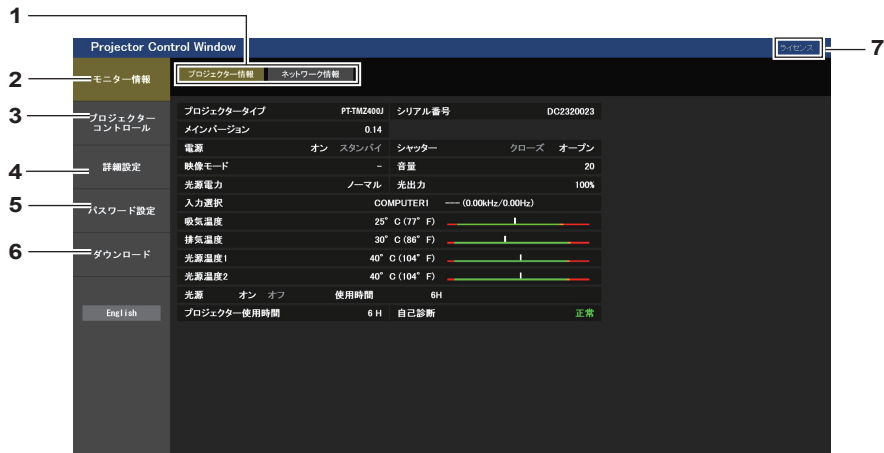 1
Projector Control Window
ライセンス
7
2
モニター情報
プロジェクター情報 ネットワーク情報
3
プロジェクター
コントロール
4
詳細設定
5
パスワード設定
6
ダウンロード
English
プロジェクタータイプ PT-TMZ400J シリアル番号 DC2320023
メインバージョン 0.14
電源 オン スタンバイ シャッター クローズ オープン
映像モード – 音量 20
光源電力 ノーマル 光出力 100%
入力選択 COMPUTER1 --- (0.00kHz/0.00Hz)
吸気温度 25° C (77° F)
排気温度 30° C (86° F)
光源温度1 40° C (104° F)
光源温度2 40° C (104° F)
光源 オン オフ 使用時間 6H
プロジェクター使用時間 6 H 自己診断 正常